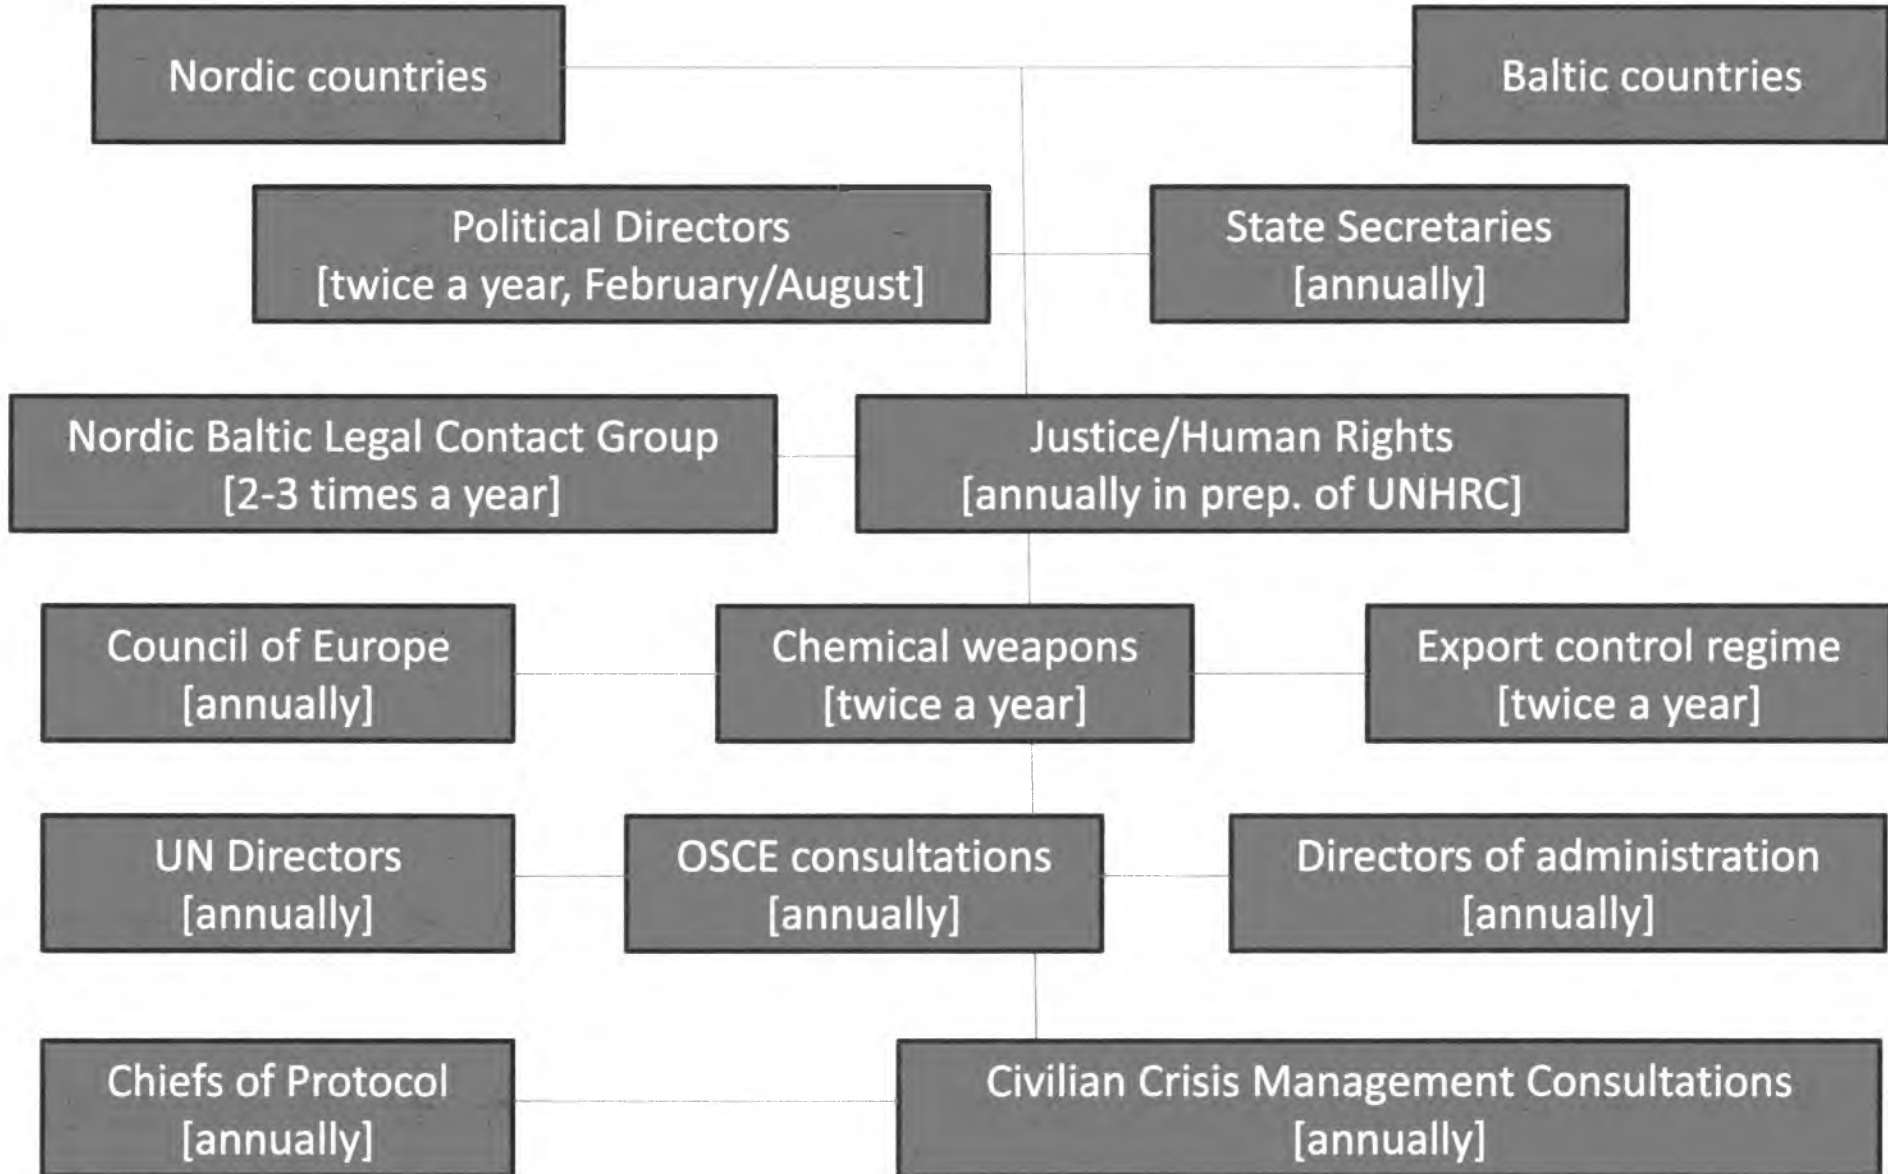 Nordic countries
Baltic countries
Political Directors
[twice a year, February/August]
State Secretaries
[annually]
Nordic Baltic Legal Contact Group
[2-3 times a year]
Justice/Human Rights
[annually in prep. of UNHRC]
Council of Europe
[annually]
Chemical weapons
[twice a year]
Export control regime
[twice a year]
UN Directors
[annually]
OSCE consultations
[annually]
Directors of administration
[annually]
Chiefs of Protocol
[annually]
Civilian Crisis Management Consultations
[annually]